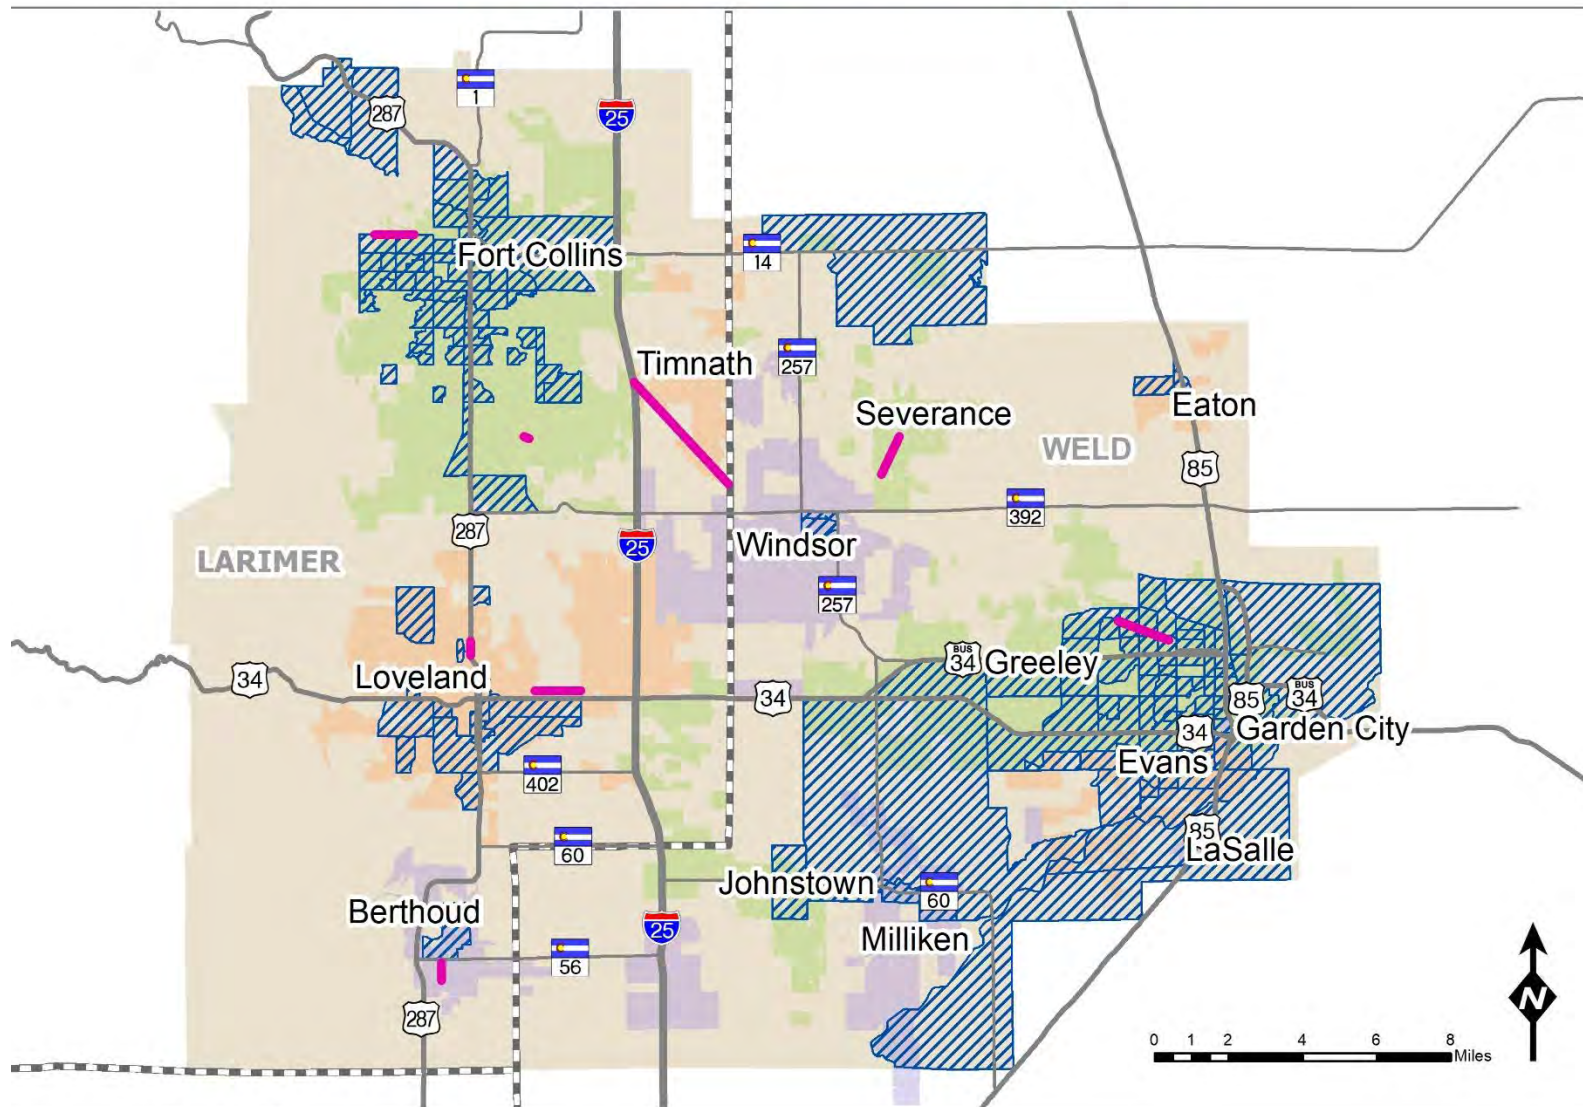 1
287
25
Fort Collins
14
Timnath
257
Severance
Eaton
WELD
85
392
287
25
Windsor
LARIMER
257
BUS
34
Greeley
Loveland
34
34
85
BUS
34
34
Garden City
Evans
402
60
85
LaSalle
Johnstown
60
Berthoud
25
Milliken
56
287
N
0 1 2 4 6 8
Miles